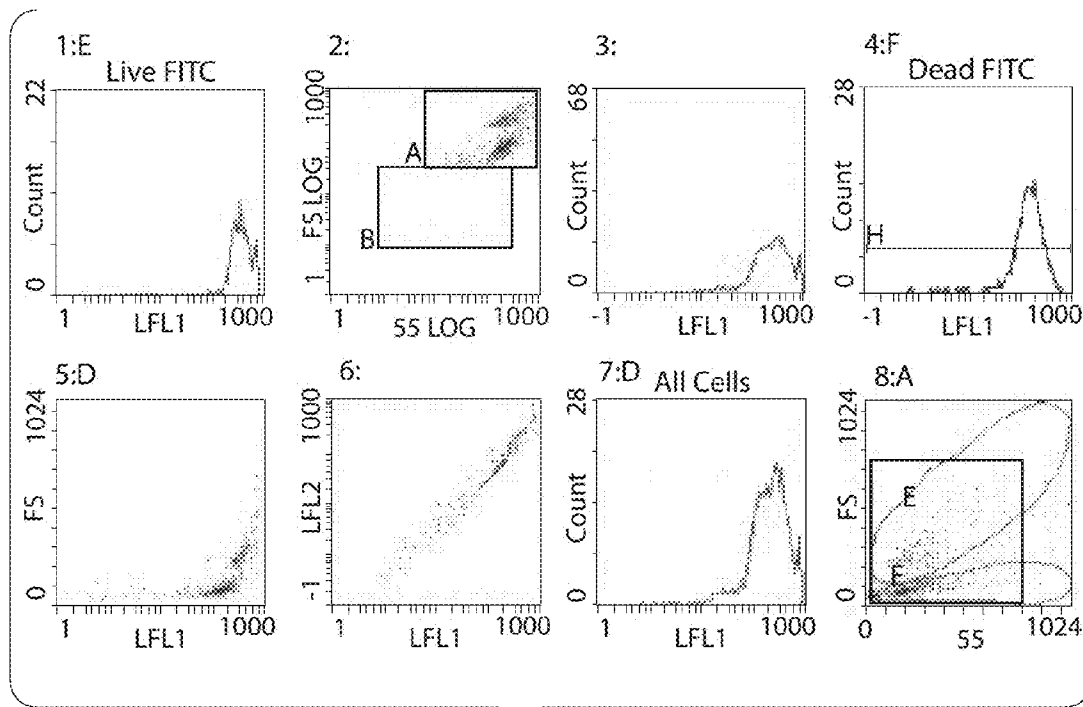 1:E
Live FITC
22
Count
0
1
1000
LFL1
2:
1000
FS LOG
1
A
B
1
1000
55 LOG
3:
68
Count
0
-1
1000
LFL1
4:F
Dead FITC
28
Count
0
H
-1
1000
LFL1
5:D
1024
FS
0
1
1000
LFL1
6:
1000
LFL2
-1
1
1000
LFL1
7:D
All Cells
28
Count
0
1
1000
LFL1
8:A
1024
FS
0
E
F
0
1024
55